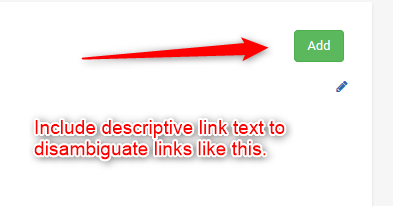 Add
Include descriptive link text to
disambiguate links like this.